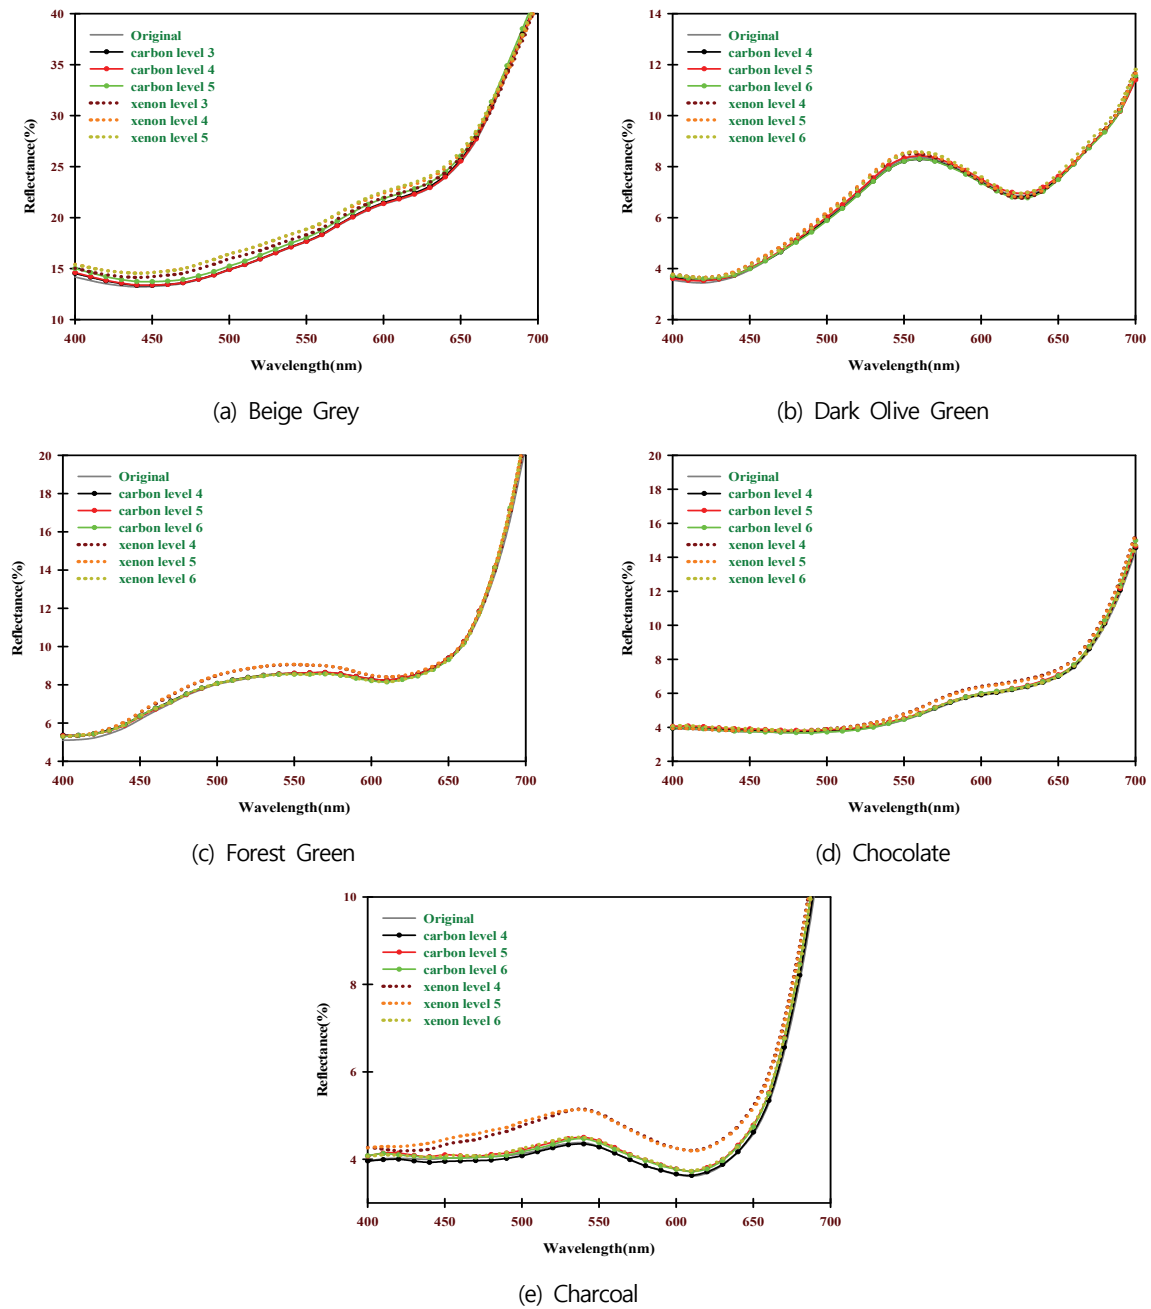 40
35
30
25
20
15
10
Reflectance(%)
Original
carbon level 3
carbon level 4
carbon level 5
xenon level 3
xenon level 4
xenon level 5
400 450 500 550 600 650 700
Wavelength(nm)
(a) Beige Grey
14
12
10
8
6
4
2
Reflectance(%)
Original
carbon level 4
carbon level 5
carbon level 6
xenon level 4
xenon level 5
xenon level 6
400 450 500 550 600 650 700
Wavelength(nm)
(b) Dark Olive Green
20
18
16
14
12
10
8
6
4
Reflectance(%)
Original
carbon level 4
carbon level 5
carbon level 6
xenon level 4
xenon level 5
xenon level 6
400 450 500 550 600 650 700
Wavelength(nm)
(c) Forest Green
20
18
16
14
12
10
8
6
4
2
Reflectance(%)
Original
carbon level 4
carbon level 5
carbon level 6
xenon level 4
xenon level 5
xenon level 6
400 450 500 550 600 650 700
Wavelength(nm)
(d) Chocolate
10
8
6
4
Reflectance(%)
Original
carbon level 4
carbon level 5
carbon level 6
xenon level 4
xenon level 5
xenon level 6
400 450 500 550 600 650 700
Wavelength(nm)
(e) Charcoal